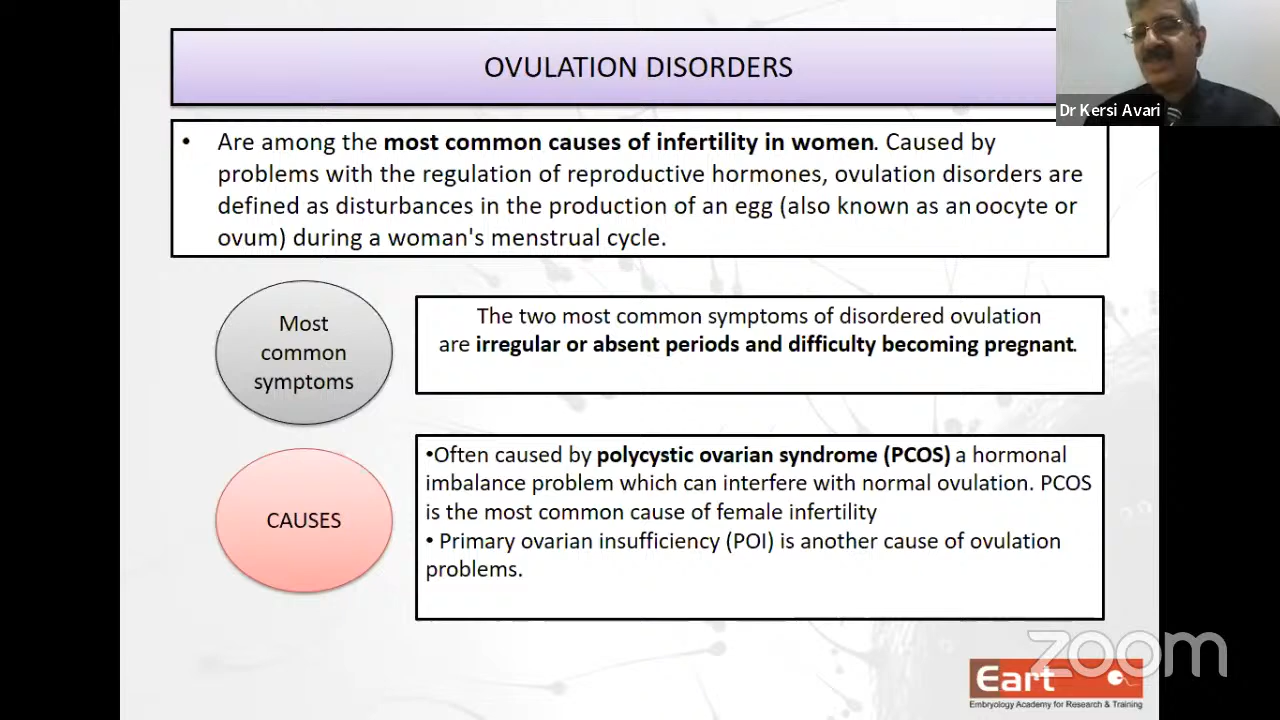 OVULATION DISORDERS
Dr Kersi Avari
• Are among the most common causes of infertility in women. Caused by
problems with the regulation of reproductive hormones, ovulation disorders are
defined as disturbances in the production of an egg (also known as an oocyte or
ovum) during a woman's menstrual cycle.
Most
common
symptoms
The two most common symptoms of disordered ovulation
are irregular or absent periods and difficulty becoming pregnant.
CAUSES
•Often caused by polycystic ovarian syndrome (PCOS) a hormonal
imbalance problem which can interfere with normal ovulation. PCOS
is the most common cause of female infertility
• Primary ovarian insufficiency (POI) is another cause of ovulation
problems.
zoom
Eart
Embryology Academy for Research & Training